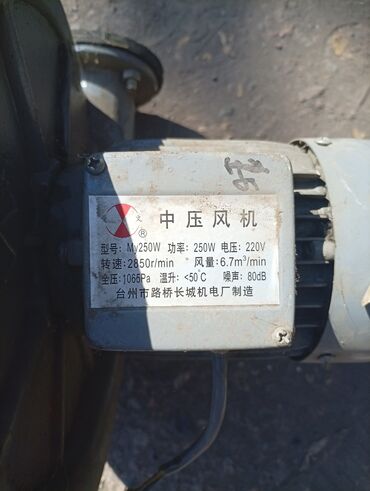 中压风机
型号: My250W 功率: 250W 电压: 220V
转速:2850r/min 风量: 6.7m³/min
全压: 1065Pa 温升: <50℃ 噪声: 80dB
台州市路桥长城机电厂制造